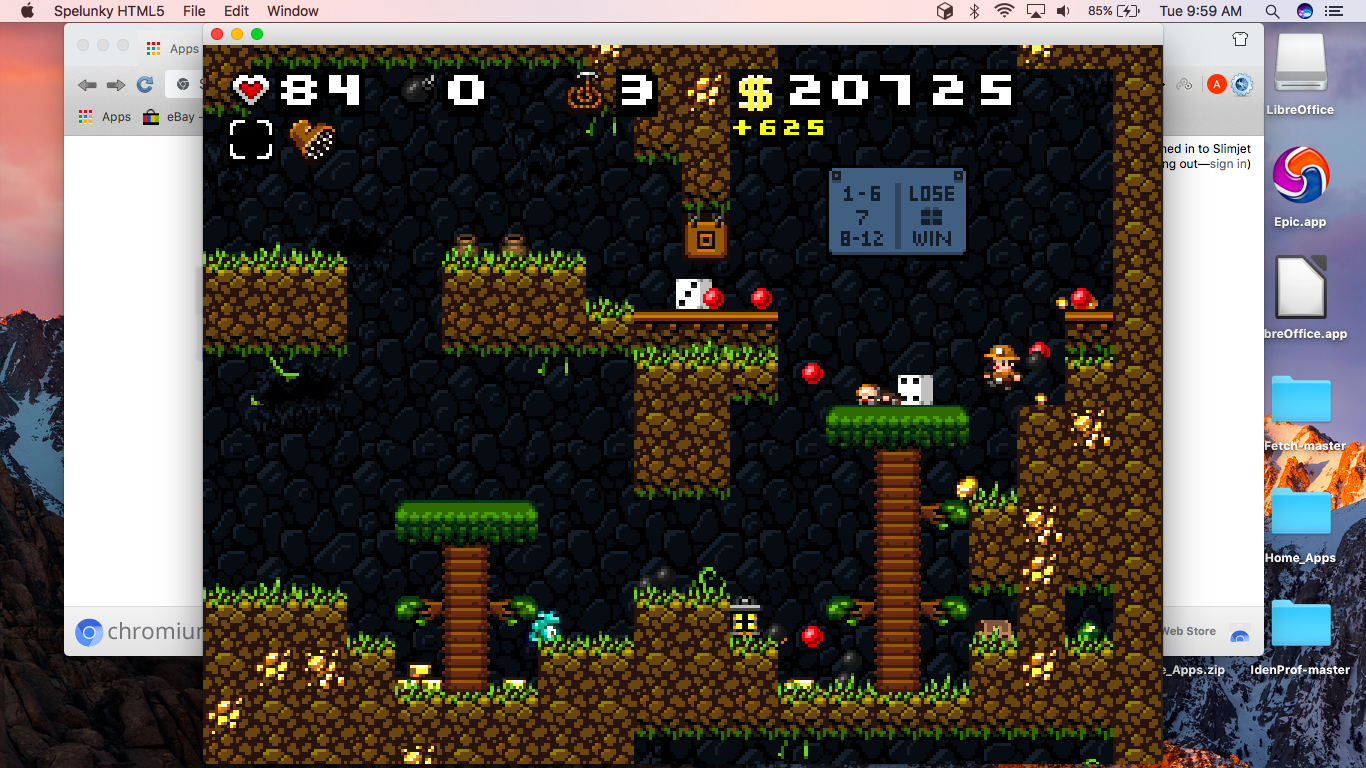 Spelunky HTML5 File Edit Window 85% Tue 9:59 AM
Apps
84 0 3 $20725
+625
Apps eBay -
A
LibreOffice
ned in to Slimjet
ng out—sign in)
1-6 LOSE
7
8-12 WIN
Epic.app
breOffice.app
Fetch-master
Home_Apps
chromiun
Web Store
e_Apps.zip IdenProf-master